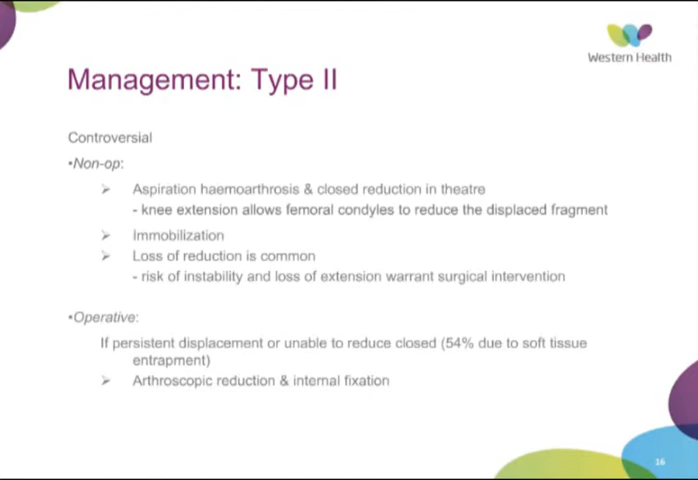 Western Health
Management: Type II
Controversial
•Non-op:
➤ Aspiration haemoarthrosis & closed reduction in theatre
- knee extension allows femoral condyles to reduce the displaced fragment
➤ Immobilization
➤ Loss of reduction is common
- risk of instability and loss of extension warrant surgical intervention
•Operative:
If persistent displacement or unable to reduce closed (54% due to soft tissue
entrapment)
➤ Arthroscopic reduction & internal fixation
16